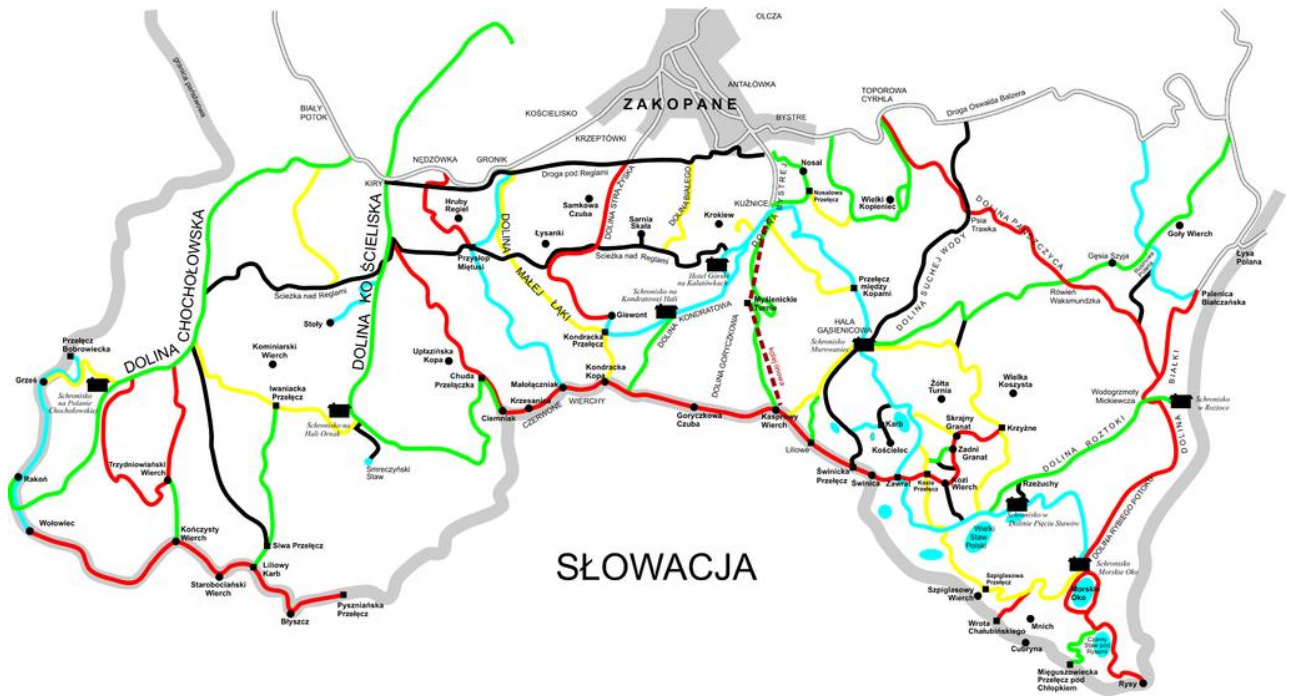 OLCZA
granica państwowa
ANTAŁÓWKA
ZAKOPANE
TOPOROWA
CYRHLA
Droga Oswalda Balzera
BIAŁY
POTOK
KOŚCIELISKO
BYSTRE
KRZEPTÓWKI
NĘDZÓWKA
GRONIK
Droga pod Reglami
KIRY
Nosal
Nosalowa
Przełęcz
DOLINA BYSTREJ
KUŹNICE
Wielki
Kopieniec
Hruby
Regiel
Samkowa
Czuba
DOLINA STRĄŻYSKA
DOLINA BIAŁEGO
Sarnia
Skała
Krokiew
DOLINA PAŃSZCZYCA
Psia
Trawka
Goły Wierch
DOLINA CHOCHOŁOWSKA
DOLINA KOŚCIELISKA
DOLINA
MAŁEJ ŁĄKI
Łysanki
Przysłop
Miętusi
Ścieżka nad Reglami
Hotel Górski
na Kalatówkach
Gęsia Szyja
Rusinowa
Polana
Łysa
Polana
Ścieżka nad Reglami
Schronisko na
Kondratowej Hali
Myślenickie
Turnie
Przełęcz
między
Kopami
DOLINA SUCHEJ WODY
Rówień
Waksmundzka
Palenica
Białczańska
Stoły
Giewont
DOLINA KONDRATOWA
HALA
GĄSIENICOWA
Kondracka
Przełęcz
DOLINA GORYCZKOWA
kolej linowa
Schronisko
Murowaniec
Przełęcz
Bobrowiecka
Kominiarski
Wierch
Upłazińska
Kopa
DOLINA
BIAŁKI
Grześ
Schronisko
na Polanie
Chochołowskiej
Iwaniacka
Przełęcz
Chuda
Przełączka
Kondracka
Kopa
Żółta
Turnia
Wielka
Koszysta
Wodogrzmoty
Mickiewcza
Schronisko
w Roztoce
Małołączniak
Krzesanica
CZERWONE
WIERCHY
Ciemniak
Goryczkowa
Czuba
Kasprowy
Wierch
Schronisko na
Hali Ornak
Karb
Skrajny
Granat
Krzyżne
DOLINA ROZTOKI
Liliowe
Kościelec
Zadni
Granat
Trzydniowiański
Wierch
Smreczyński
Staw
Świnicka
Przełęcz
Świnica
Zawrat
Kozia
Przełęcz
Kozi
Wierch
Rzeżuchy
Rakoń
Schronisko w
Dolinie Pięciu Stawów
DOLINA RYBIEGO POTOKU
Wołowiec
Kończysty
Wierch
Siwa Przełęcz
Wielki
Staw
Polski
Liliowy
Karb
SŁOWACJA
Schronisko
Morskie Oko
Starobociański
Wierch
Szpiglasowa
Przełęcz
Szpiglasowy
Wierch
Morskie
Oko
Pyszniańska
Przełęcz
Błyszcz
Wrota
Chałubińskiego
Mnich
Cubryna
Czarny
Staw pod
Rysami
Mięguszowiecka
Przełęcz pod
Chłopkiem
Rysy